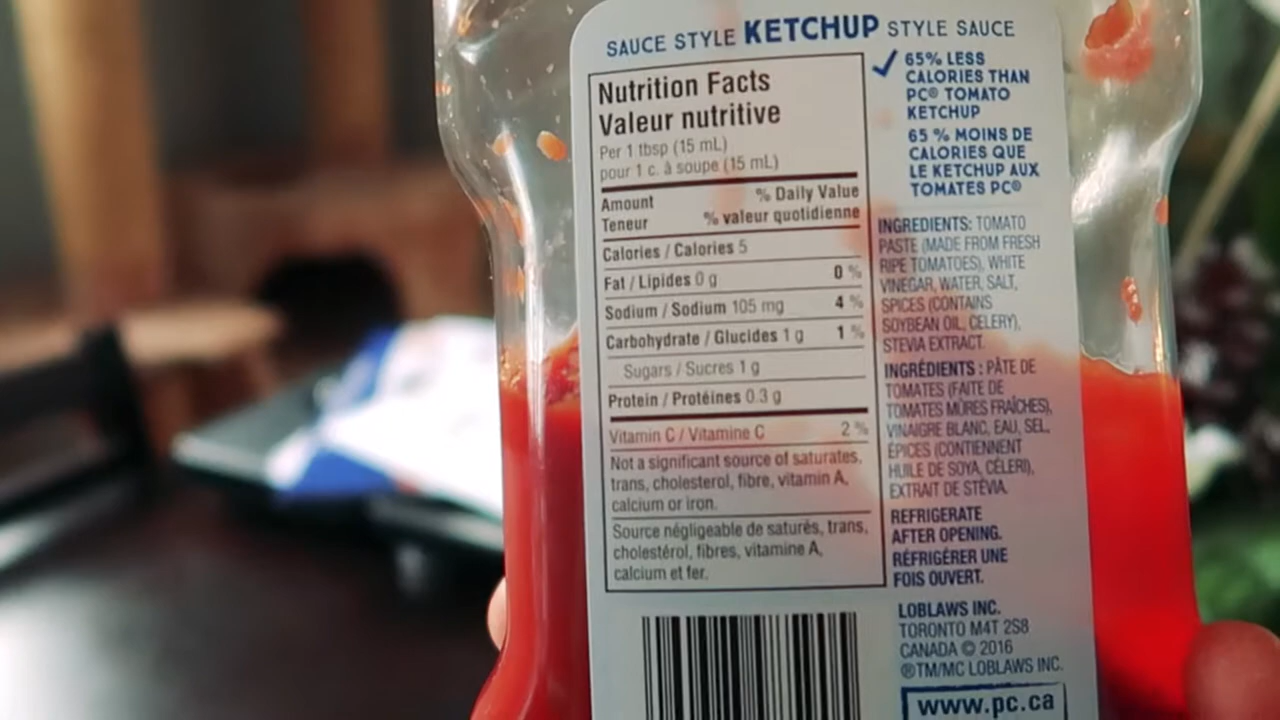 SAUCE STYLE KETCHUP STYLE SAUCE
Nutrition Facts
Valeur nutritive
Per 1 tbsp (15 mL)
pour 1 c. à soupe (15 mL)
Amount % Daily Value
Teneur % valeur quotidienne
Calories / Calories 5
Fat / Lipides 0 g 0 %
Sodium / Sodium 105 mg 4 %
Carbohydrate / Glucides 1 g 1 %
Sugars / Sucres 1 g
Protein / Protéines 0.3 g
Vitamin C / Vitamine C 2 %
Not a significant source of saturates,
trans, cholesterol, fibre, vitamin A,
calcium or iron.
Source négligeable de saturés, trans,
cholestérol, fibres, vitamine A,
calcium et fer.
65% LESS
CALORIES THAN
PC® TOMATO
KETCHUP
65 % MOINS DE
CALORIES QUE
LE KETCHUP AUX
TOMATES PC®
INGREDIENTS: TOMATO
PASTE (MADE FROM FRESH
RIPE TOMATOES), WHITE
VINEGAR, WATER, SALT,
SPICES (CONTAINS
SOYBEAN OIL, CELERY),
STEVIA EXTRACT.
INGRÉDIENTS : PÂTE DE
TOMATES (FAITE DE
TOMATES MÛRES FRAÎCHES),
VINAIGRE BLANC, EAU, SEL,
ÉPICES (CONTIENNENT
HUILE DE SOYA, CÉLERI),
EXTRAIT DE STÉVIA.
REFRIGERATE
AFTER OPENING.
RÉFRIGÉRER UNE
FOIS OUVERT.
LOBLAWS INC.
TORONTO M4T 2S8
CANADA © 2016
®TM/MC LOBLAWS INC.
www.pc.ca